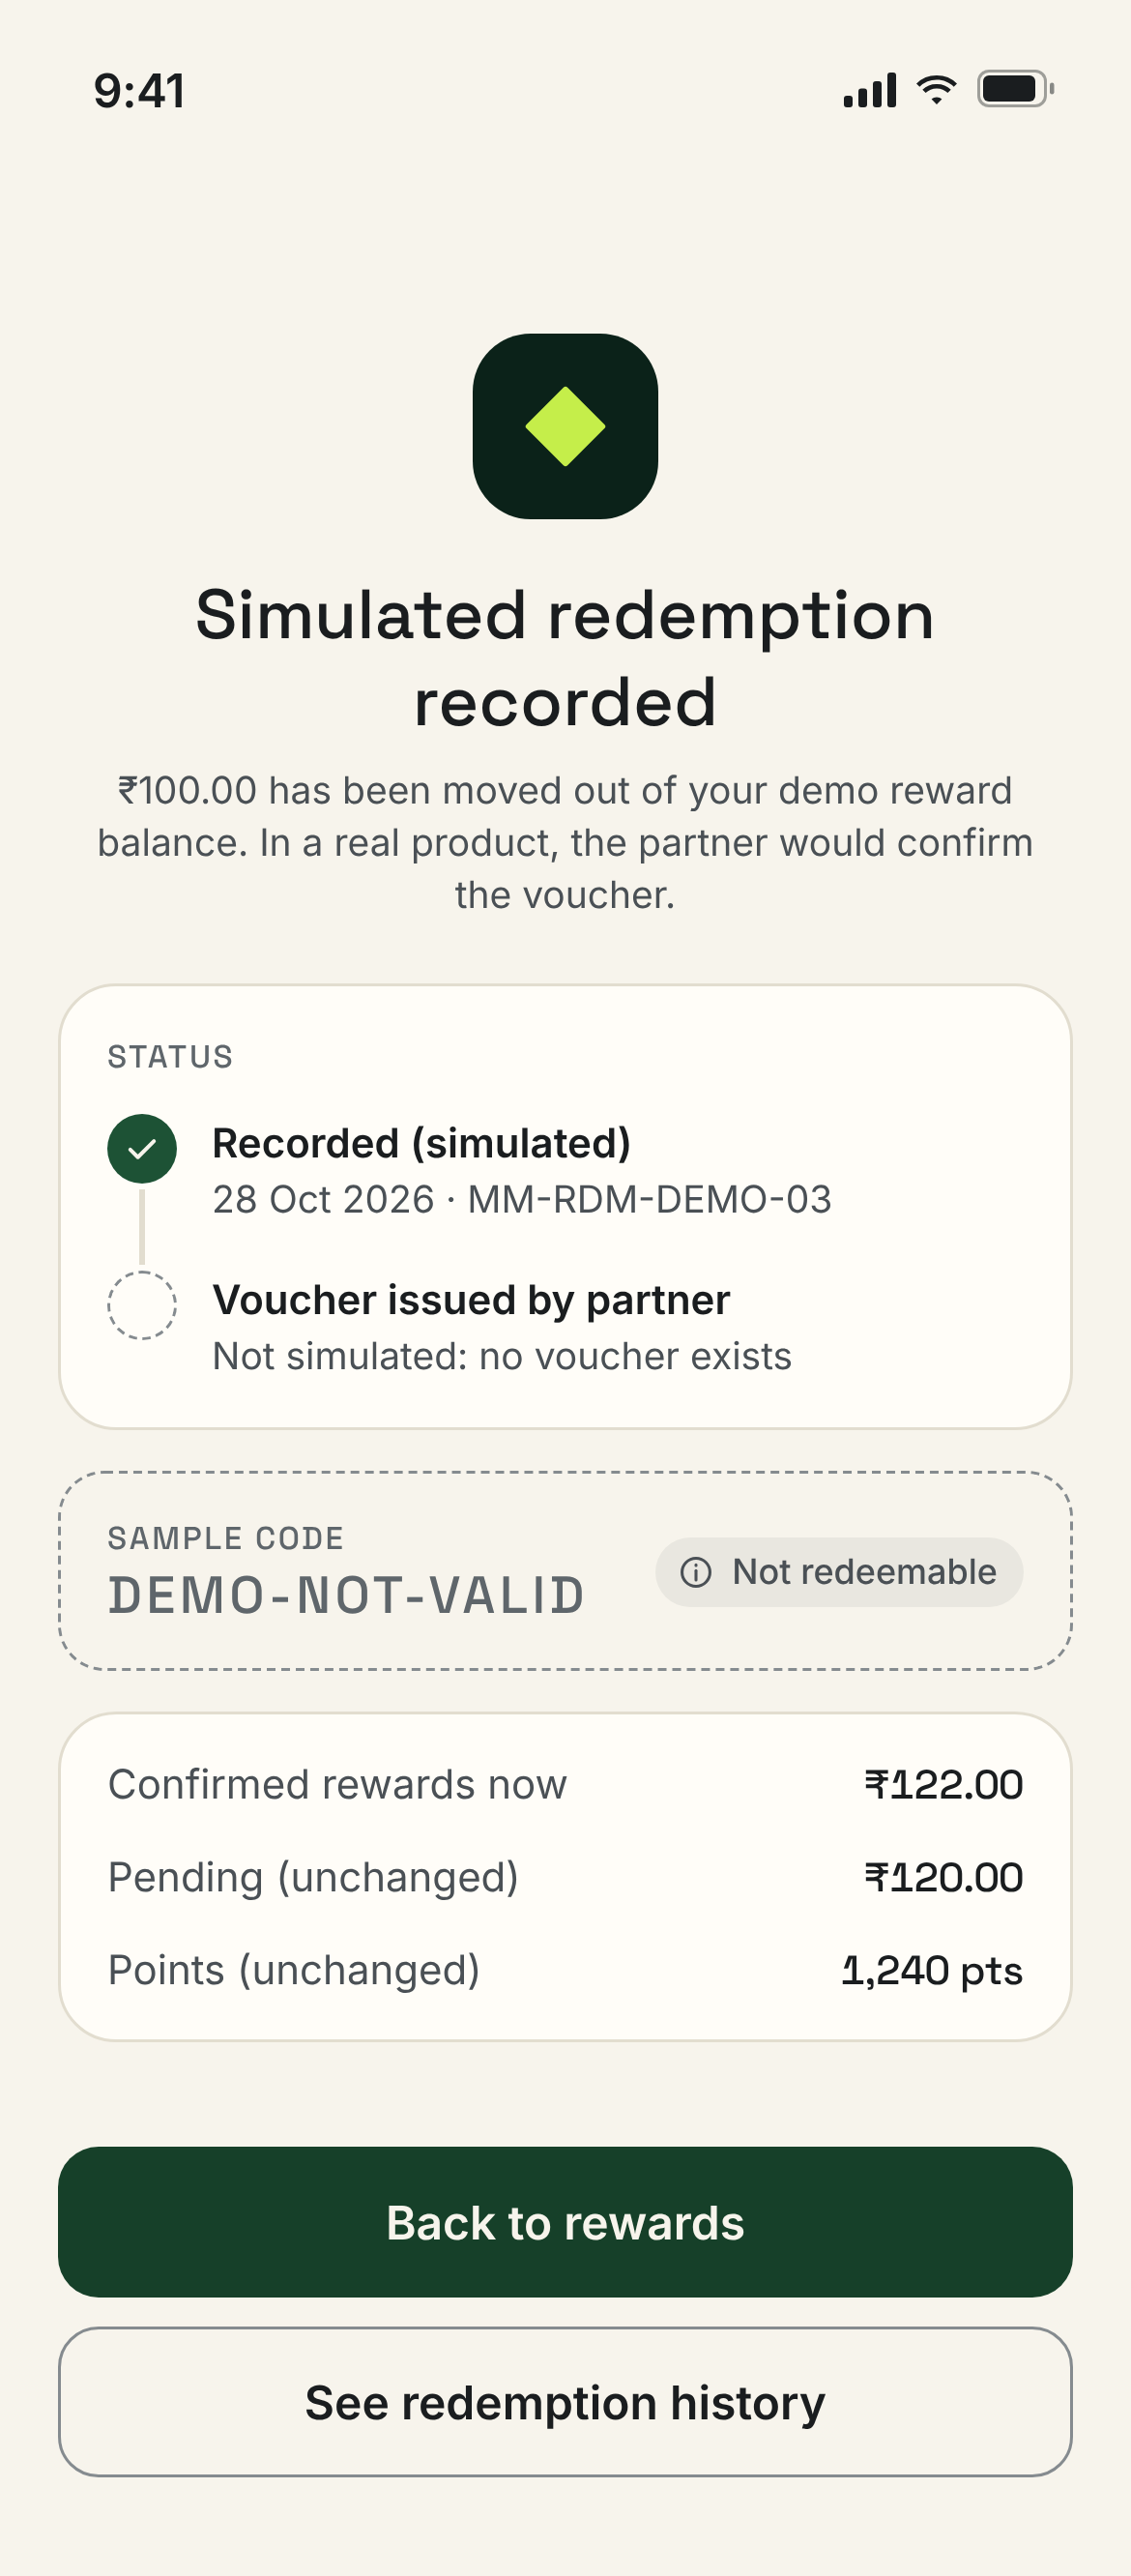 9:41
Simulated redemption
recorded
₹100.00 has been moved out of your demo reward
balance. In a real product, the partner would confirm
the voucher.
STATUS
Recorded (simulated)
28 Oct 2026 · MM-RDM-DEMO-03
Voucher issued by partner
Not simulated: no voucher exists
SAMPLE CODE
DEMO-NOT-VALID
Not redeemable
Confirmed rewards now ₹122.00
Pending (unchanged) ₹120.00
Points (unchanged) 1,240 pts
Back to rewards
See redemption history